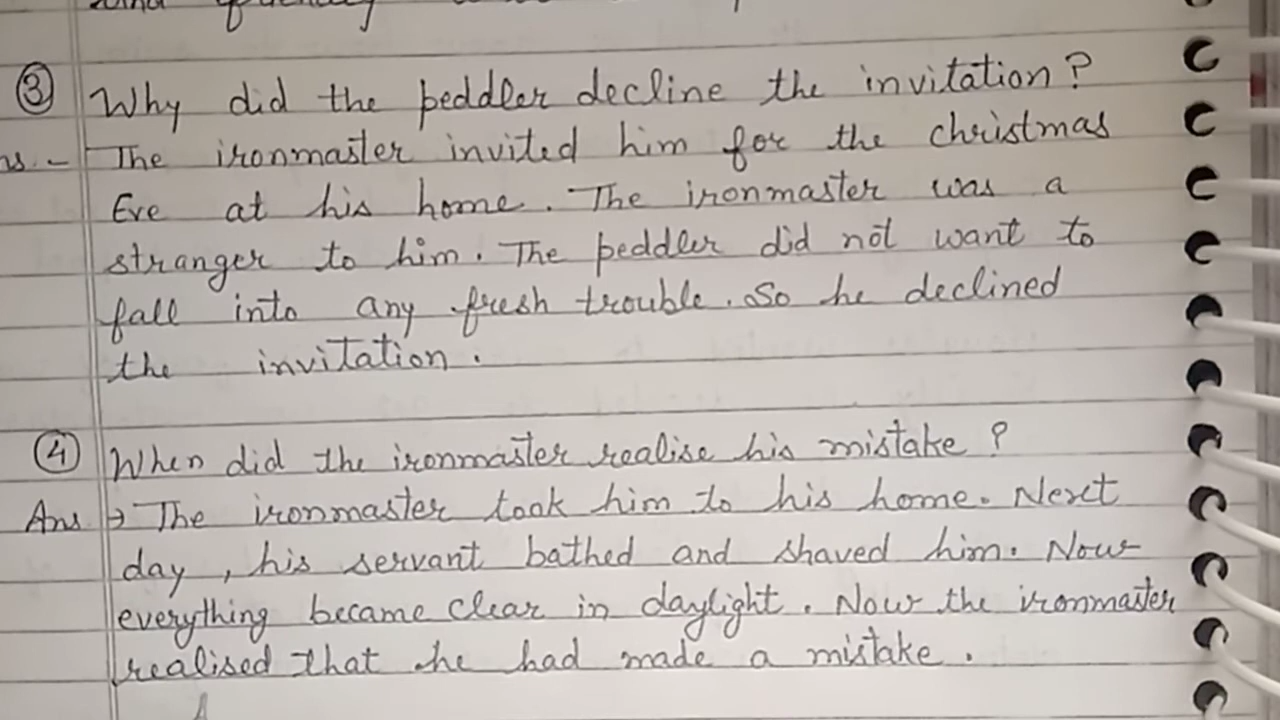 ③ Why did the peddler decline the invitation?
s - The ironmaster invited him for the christmas
Eve at his home. The ironmaster was a
stranger to him. The peddler did not want to
fall into any fresh trouble. So he declined
the invitation.
④ When did the ironmaster realise his mistake?
Ans → The ironmaster took him to his home. Next
day, his servant bathed and shaved him. Now
everything became clear in daylight. Now the ironmaster
realised that he had made a mistake.